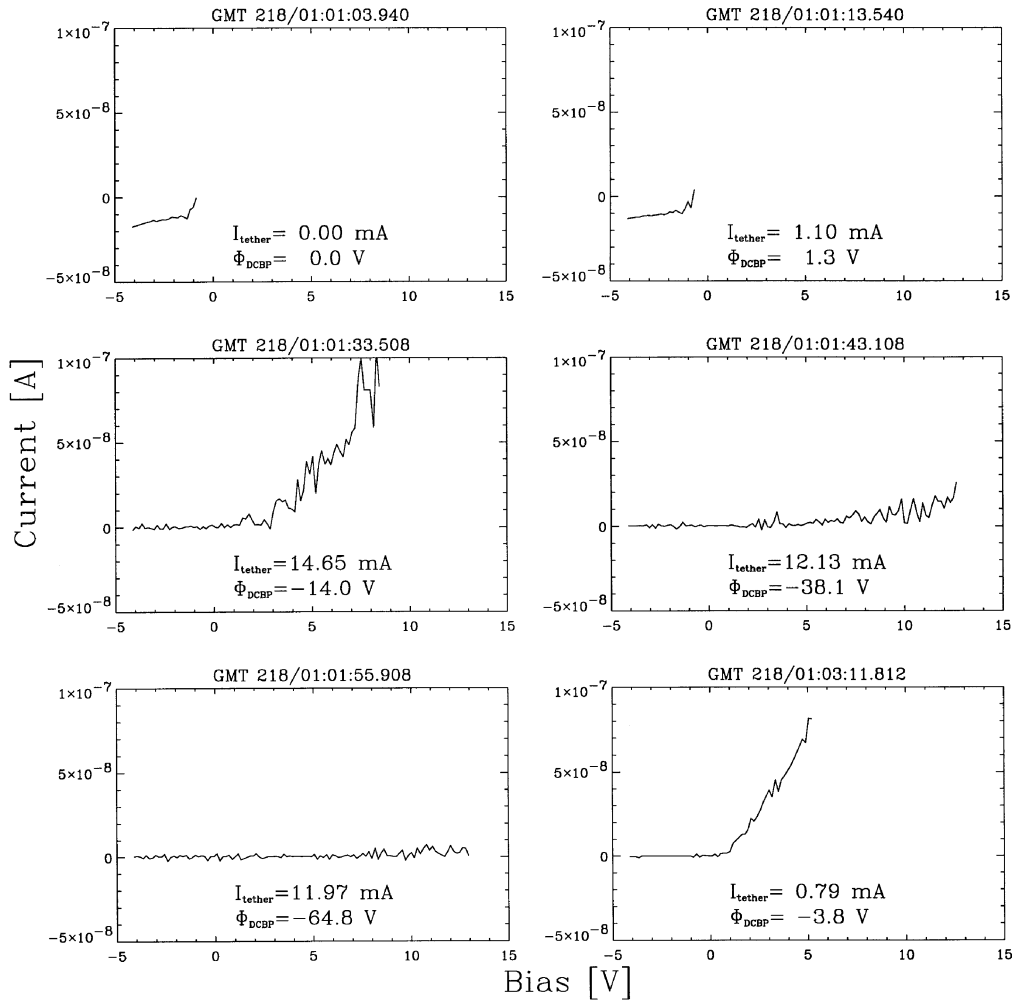 GMT 218/01:01:03.940
1×10⁻⁷
5×10⁻⁸
0
−5×10⁻⁸
−5 0 5 10 15
I_tether= 0.00 mA
Φ_DCBP= 0.0 V
GMT 218/01:01:13.540
1×10⁻⁷
5×10⁻⁸
0
−5×10⁻⁸
−5 0 5 10 15
I_tether= 1.10 mA
Φ_DCBP= 1.3 V
Current [A]
GMT 218/01:01:33.508
1×10⁻⁷
5×10⁻⁸
0
−5×10⁻⁸
−5 0 5 10 15
I_tether=14.65 mA
Φ_DCBP=−14.0 V
GMT 218/01:01:43.108
1×10⁻⁷
5×10⁻⁸
0
−5×10⁻⁸
−5 0 5 10 15
I_tether=12.13 mA
Φ_DCBP=−38.1 V
GMT 218/01:01:55.908
1×10⁻⁷
5×10⁻⁸
0
−5×10⁻⁸
−5 0 5 10 15
I_tether=11.97 mA
Φ_DCBP=−64.8 V
GMT 218/01:03:11.812
1×10⁻⁷
5×10⁻⁸
0
−5×10⁻⁸
−5 0 5 10 15
I_tether= 0.79 mA
Φ_DCBP= −3.8 V
Bias [V]